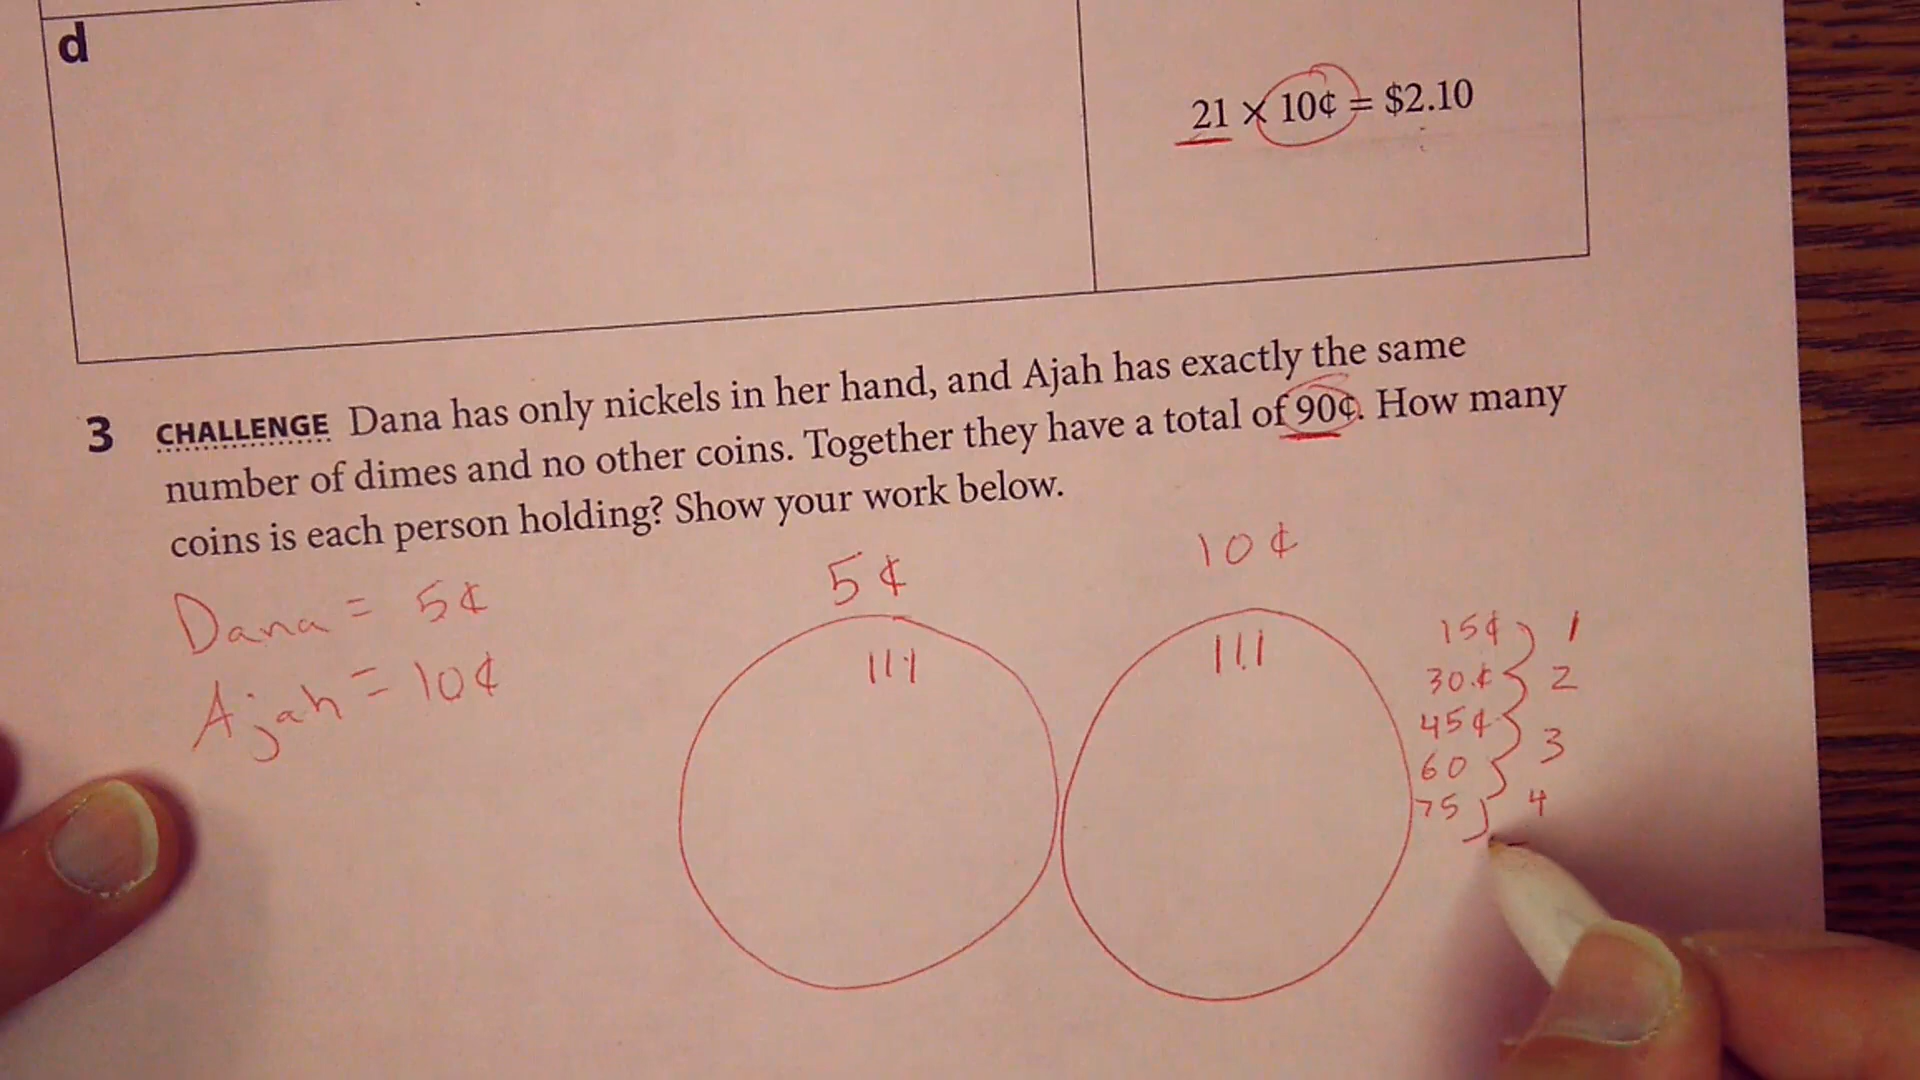 d
21 × 10¢ = $2.10
3 CHALLENGE Dana has only nickels in her hand, and Ajah has exactly the same
number of dimes and no other coins. Together they have a total of 90¢. How many
coins is each person holding? Show your work below.
Dana = 5¢
Ajah = 10¢
5¢
10¢
15¢ 1
30¢ 2
45¢ 3
60
75 4